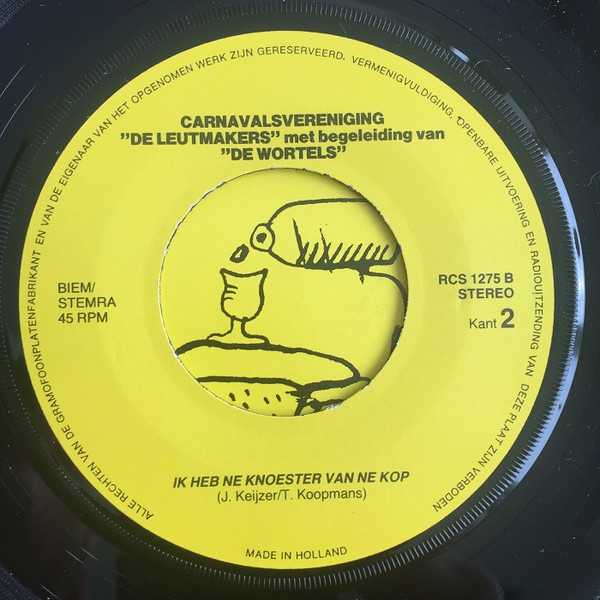 ALLE RECHTEN VAN DE GRAMOFOONPLATENFABRIKANT EN VAN DE EIGENAAR VAN HET OPGENOMEN WERK ZIJN GERESERVEERD. VERMENIGVULDIGING, OPENBARE UITVOERING EN RADIOUITZENDING VAN DEZE PLAAT ZIJN VERBODEN
CARNAVALSVERENIGING
"DE LEUTMAKERS" met begeleiding van
"DE WORTELS"
BIEM/
STEMRA
45 RPM
RCS 1275 B
STEREO
Kant 2
IK HEB NE KNOESTER VAN NE KOP
(J. Keijzer/T. Koopmans)
MADE IN HOLLAND